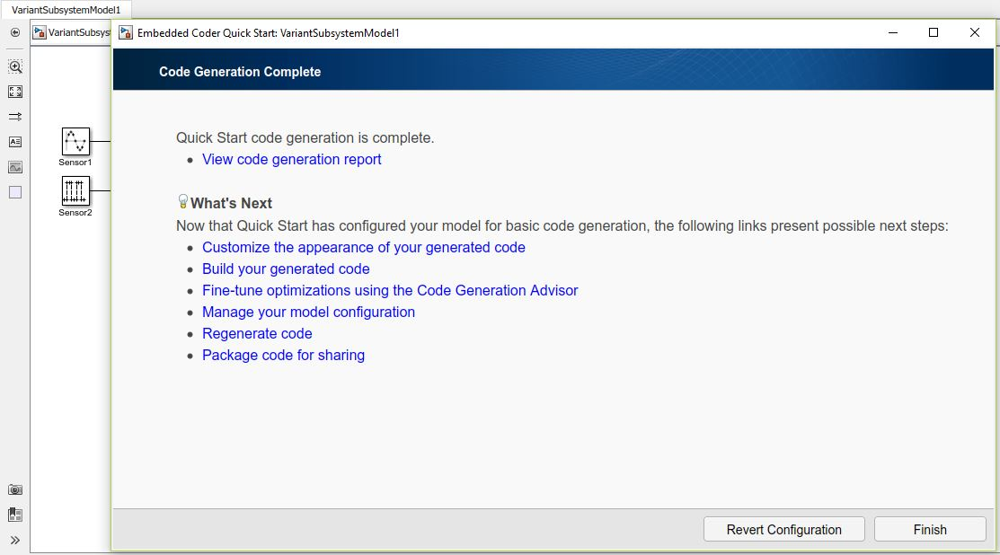 VariantSubsystemModel1
VariantSubsyst
Embedded Coder Quick Start: VariantSubsystemModel1
Code Generation Complete
Quick Start code generation is complete.
View code generation report
What's Next
Now that Quick Start has configured your model for basic code generation, the following links present possible next steps:
Customize the appearance of your generated code
Build your generated code
Fine-tune optimizations using the Code Generation Advisor
Manage your model configuration
Regenerate code
Package code for sharing
Sensor1
Sensor2
Revert Configuration
Finish